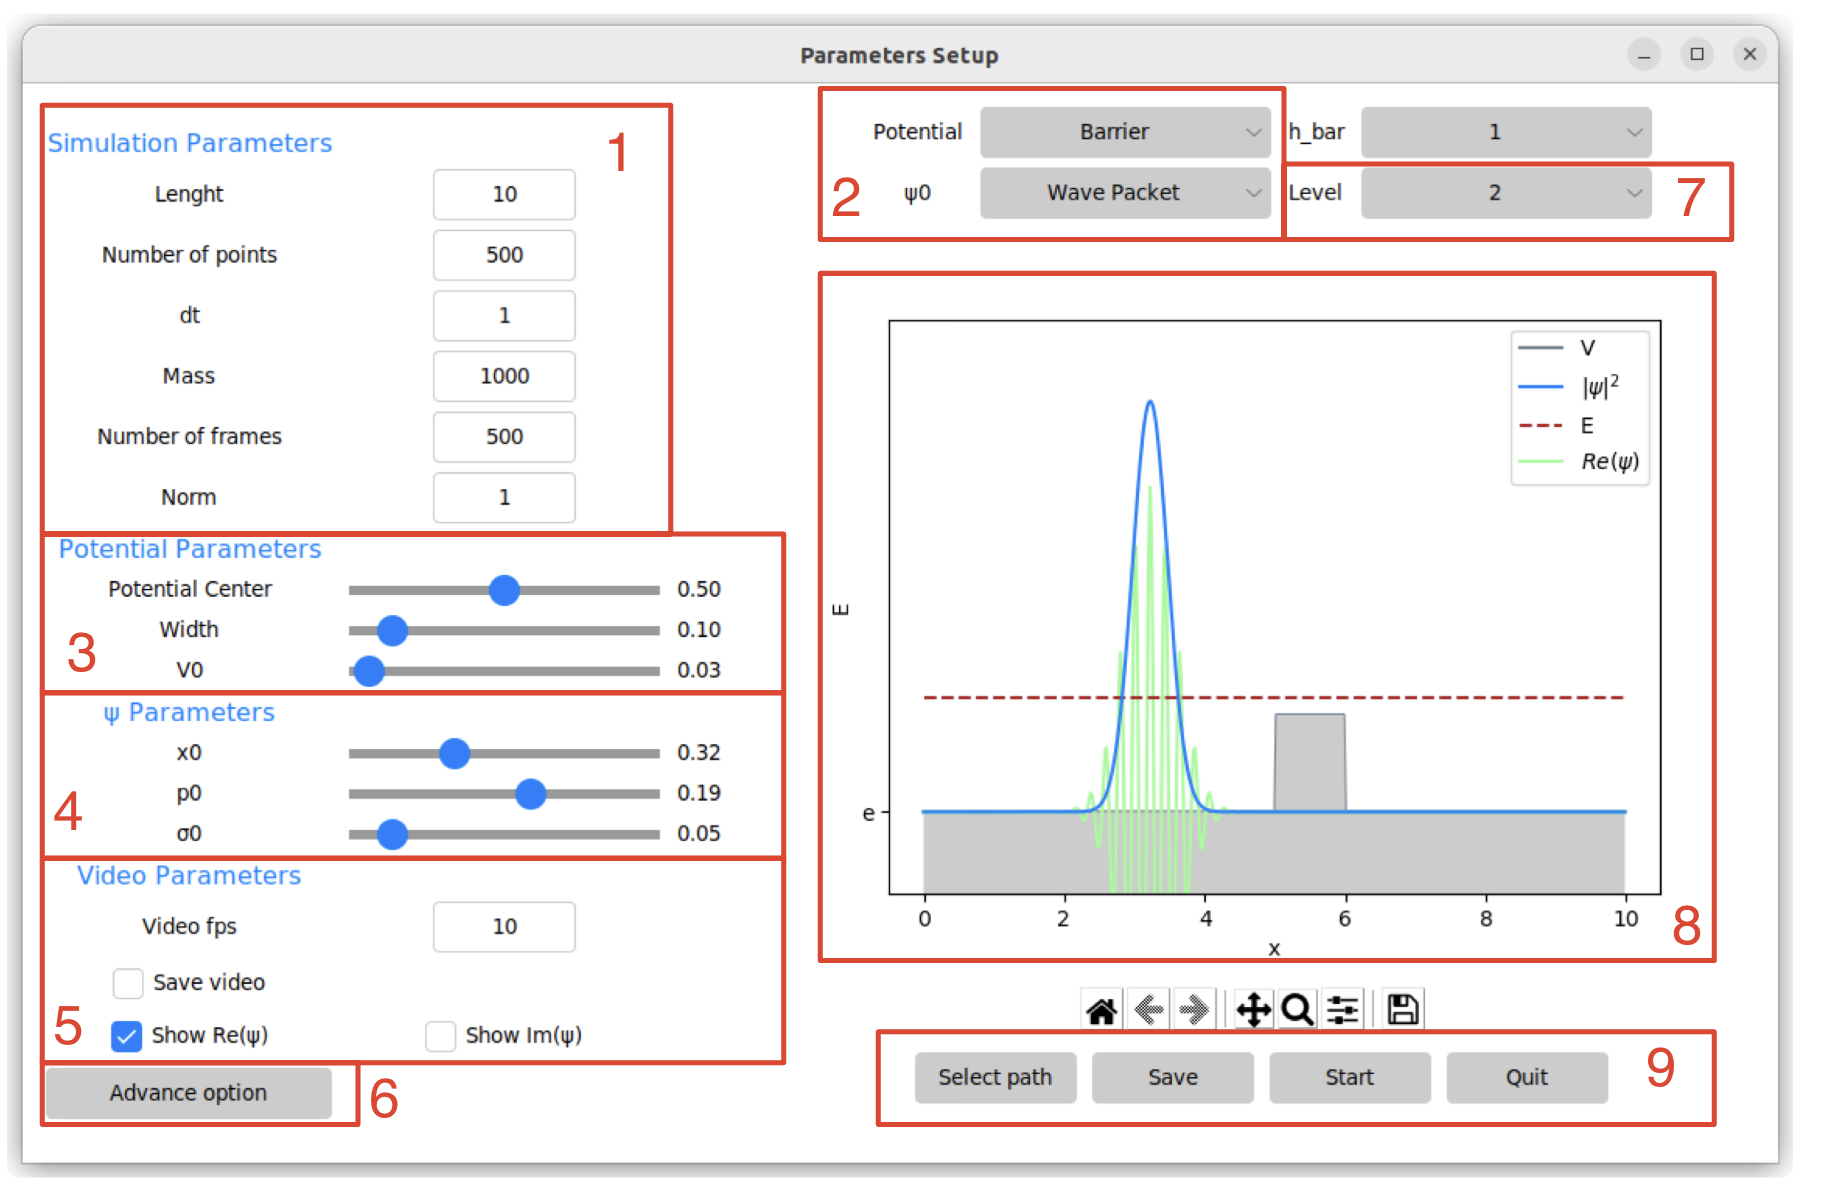 Parameters Setup
Simulation Parameters
1
Lenght 10
Number of points 500
dt 1
Mass 1000
Number of frames 500
Norm 1
Potential Parameters
Potential Center 0.50
Width 0.10
3
V0 0.03
ψ Parameters
x0 0.32
p0 0.19
4
σ0 0.05
Video Parameters
Video fps 10
Save video
5
Show Re(ψ) Show Im(ψ)
Advance option
6
Potential Barrier h_bar 1
2 ψ0 Wave Packet Level 2 7
V
|ψ|²
E
Re(ψ)
E
e
0 2 4 6 8 10
x
8
Select path Save Start Quit
9